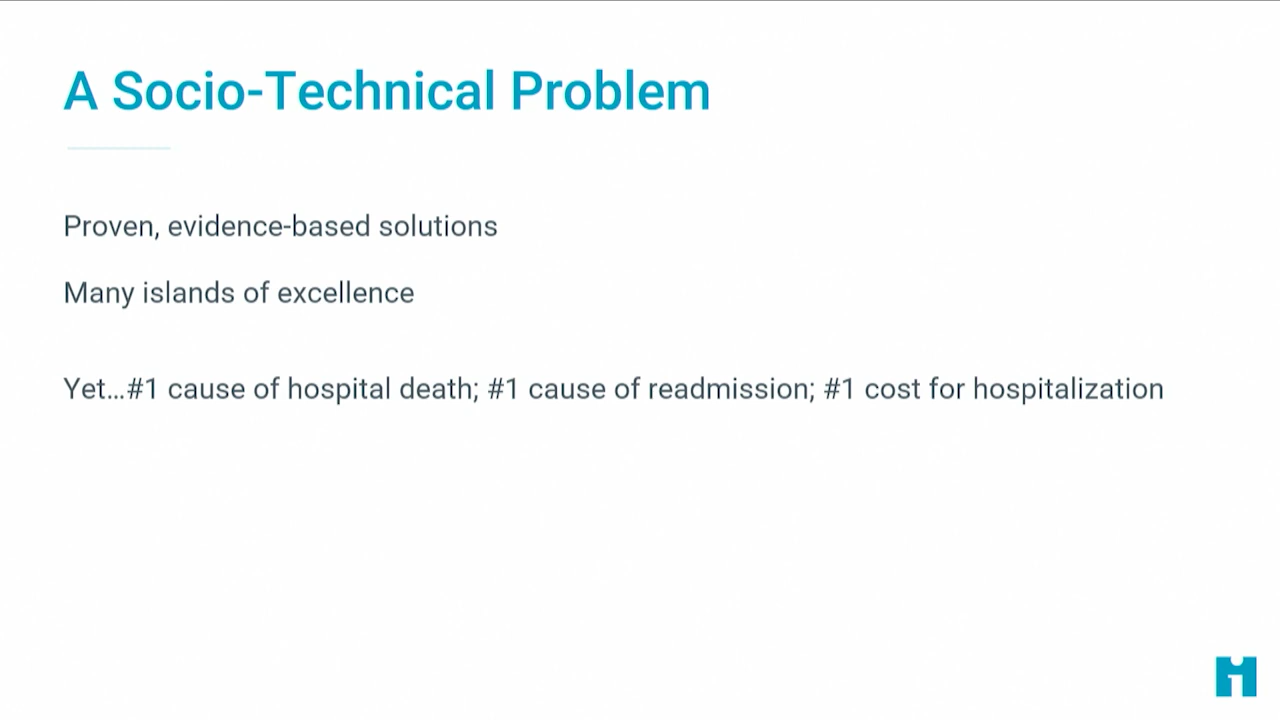 A Socio-Technical Problem
Proven, evidence-based solutions
Many islands of excellence
Yet...#1 cause of hospital death; #1 cause of readmission; #1 cost for hospitalization